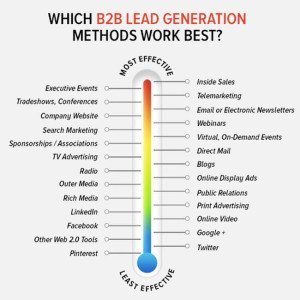 WHICH B2B LEAD GENERATION
METHODS WORK BEST?
MOST EFFECTIVE
Executive Events
Tradeshows, Conferences
Company Website
Search Marketing
Sponsorships / Associations
TV Advertising
Radio
Outer Media
Rich Media
LinkedIn
Facebook
Other Web 2.0 Tools
Pinterest
Inside Sales
Telemarketing
Email or Electronic Newsletters
Webinars
Virtual, On-Demand Events
Direct Mail
Blogs
Online Display Ads
Public Relations
Print Advertising
Online Video
Google +
Twitter
LEAST EFFECTIVE